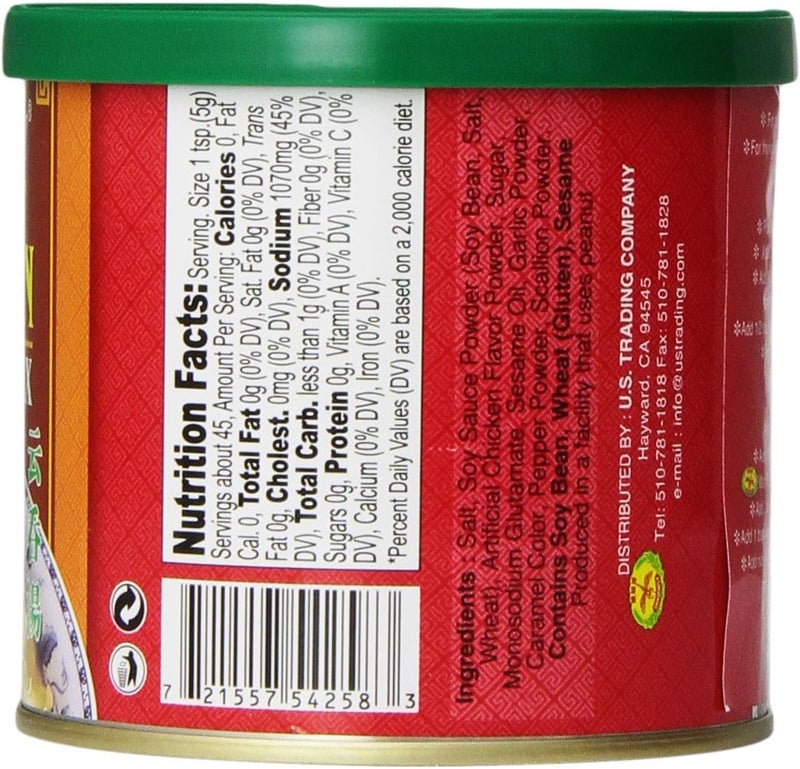 Nutrition Facts: Serving. Size 1 tsp.(5g)
Servings about 45, Amount Per Serving: Calories 0, Fat
Cal. 0, Total Fat 0g (0% DV), Sat. Fat 0g (0% DV), Trans
Fat 0g, Cholest. 0mg (0% DV), Sodium 1070mg (45%
DV), Total Carb. less than 1g (0% DV), Fiber 0g (0% DV),
Sugars 0g, Protein 0g, Vitamin A (0% DV), Vitamin C (0%
DV), Calcium (0% DV), Iron (0% DV).
*Percent Daily Values (DV) are based on a 2,000 calorie diet.
7 21557 54258 3
Ingredients : Salt, Soy Sauce Powder (Soy Bean, Salt,
Wheat), Artificial Chicken Flavor Powder, Sugar,
Monosodium Glutamate, Sesame Oil, Garlic Powder,
Caramel Color, Pepper Powder, Scallion Powder.
Contains Soy Bean, Wheat (Gluten), Sesame
Produced in a facility that uses peanut
DISTRIBUTED BY : U.S. TRADING COMPANY
Hayward, CA 94545
Tel: 510-781-1818 Fax: 510-781-1828
e-mail : info@ustrading.com